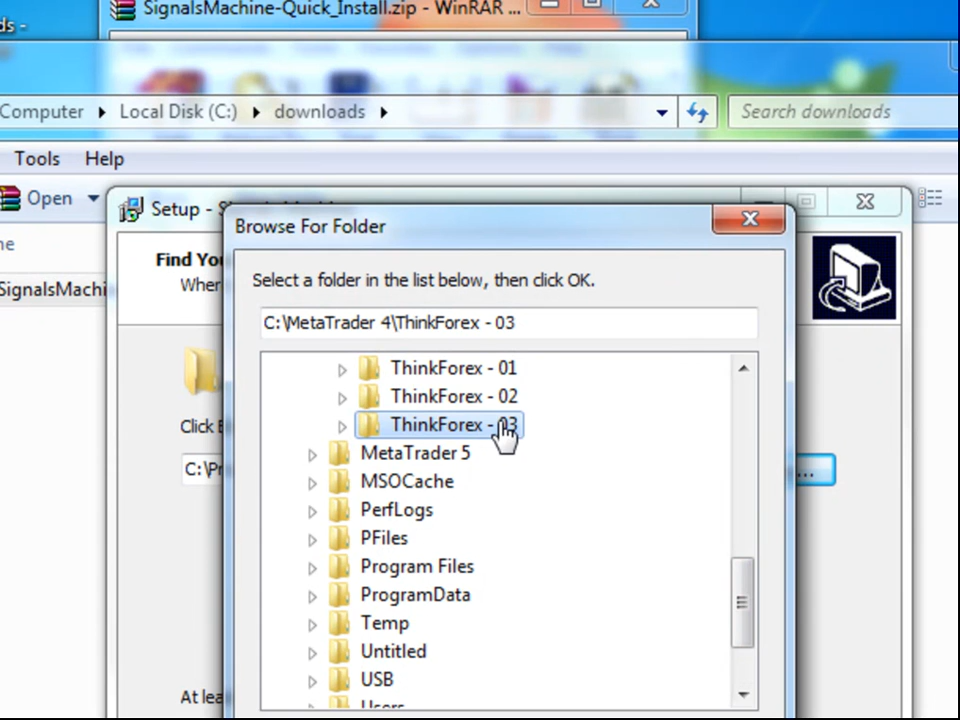 SignalsMachine-Quick_Install.zip - WinRAR ...
ds -
Computer
Local Disk (C:)
downloads
Search downloads
Tools
Help
Open
Setup - S
Browse For Folder
Find You
Wher
Select a folder in the list below, then click OK.
SignalsMachi
C:\MetaTrader 4\ThinkForex - 03
ThinkForex - 01
ThinkForex - 02
ThinkForex - 03
Click B
MetaTrader 5
C:\Pr
...
MSOCache
PerfLogs
PFiles
Program Files
ProgramData
Temp
Untitled
USB
At lea
Users